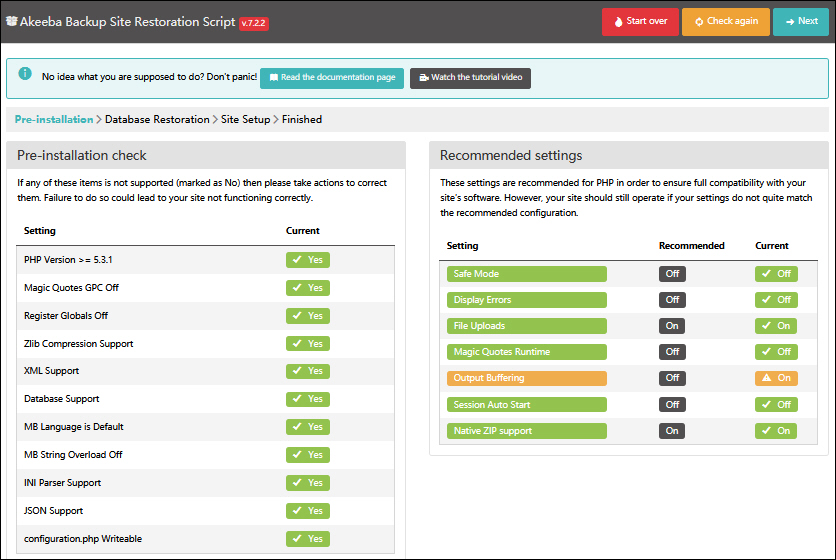 Akeeba Backup Site Restoration Script v.7.2.2
Start over
Check again
Next
No idea what you are supposed to do? Don't panic! Read the documentation page Watch the tutorial video
Pre-installation > Database Restoration > Site Setup > Finished
Pre-installation check
If any of these items is not supported (marked as No) then please take actions to correct
them. Failure to do so could lead to your site not functioning correctly.
Setting Current
PHP Version >= 5.3.1 Yes
Magic Quotes GPC Off Yes
Register Globals Off Yes
Zlib Compression Support Yes
XML Support Yes
Database Support Yes
MB Language is Default Yes
MB String Overload Off Yes
INI Parser Support Yes
JSON Support Yes
configuration.php Writeable Yes
Recommended settings
These settings are recommended for PHP in order to ensure full compatibility with your
site's software. However, your site should still operate if your settings do not quite match
the recommended configuration.
Setting Recommended Current
Safe Mode Off Off
Display Errors Off Off
File Uploads On On
Magic Quotes Runtime Off Off
Output Buffering Off On
Session Auto Start Off Off
Native ZIP support On On